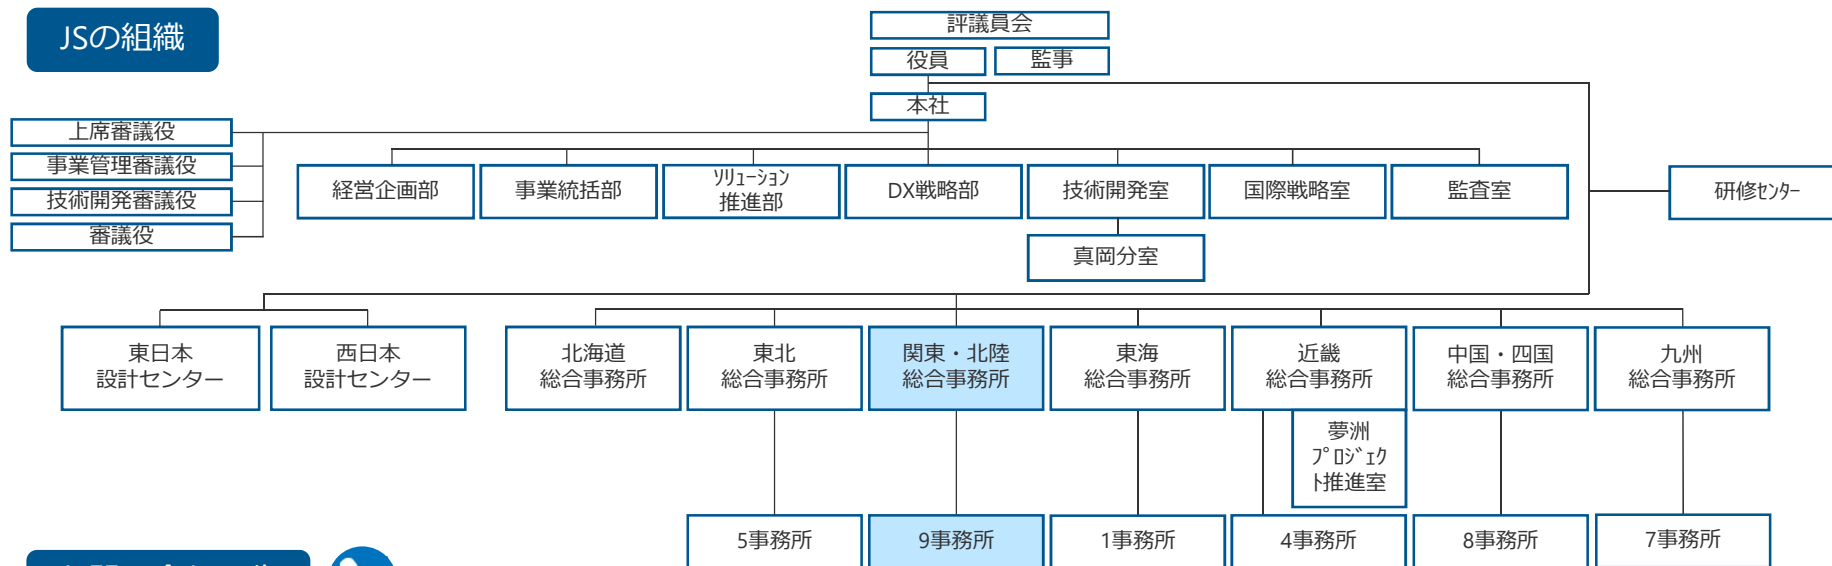 JSの組織
評議員会
役員
監事
本社
上席審議役
事業管理審議役
技術開発審議役
審議役
経営企画部
事業統括部
ｿﾘｭｰｼｮﾝ
推進部
DX戦略部
技術開発室
国際戦略室
監査室
研修ｾﾝﾀｰ
真岡分室
東日本
設計センター
西日本
設計センター
北海道
総合事務所
東北
総合事務所
関東・北陸
総合事務所
東海
総合事務所
近畿
総合事務所
中国・四国
総合事務所
九州
総合事務所
夢洲
ﾌﾟﾛｼﾞｪｸ
ﾄ推進室
5事務所
9事務所
1事務所
4事務所
8事務所
7事務所